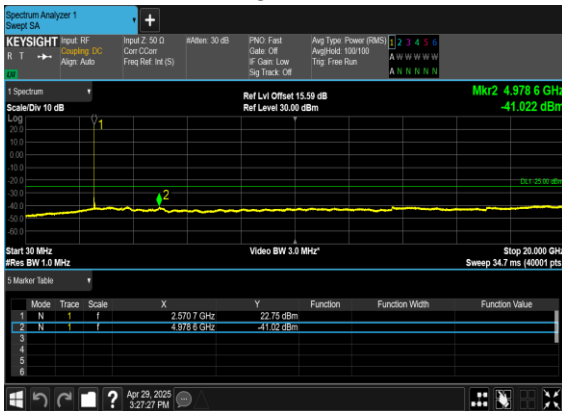 Spectrum Analyzer 1
Swept SA
+
KEYSIGHT Input: RF Input Z: 50 Ω #Atten: 30 dB PNO: Fast Avg Type: Power (RMS) 1 2 3 4 5 6
R T Coupling: DC Corr CCorr Gate: Off Avg|Hold: 100/100 A W W W W W
Align: Auto Freq Ref: Int (S) IF Gain: Low Trig: Free Run
Sig Track: Off A N N N N N
1 Spectrum Ref Lvl Offset 15.59 dB Mkr2 4.978 6 GHz
Scale/Div 10 dB Ref Level 30.00 dBm -41.022 dBm
Log
20.0
10.0
0.00
-10.0
-20.0
-30.0
-40.0
-50.0
-60.0
1
2
DL1 -25.00 dBm
Start 30 MHz Video BW 3.0 MHz* Stop 20.000 GHz
#Res BW 1.0 MHz Sweep 34.7 ms (40001 pts)
5 Marker Table
Mode Trace Scale X Y Function Function Width Function Value
1 N 1 f 2.570 7 GHz 22.75 dBm
2 N 1 f 4.978 6 GHz -41.02 dBm
3
4
5
6
? Apr 29, 2025
3:27:27 PM